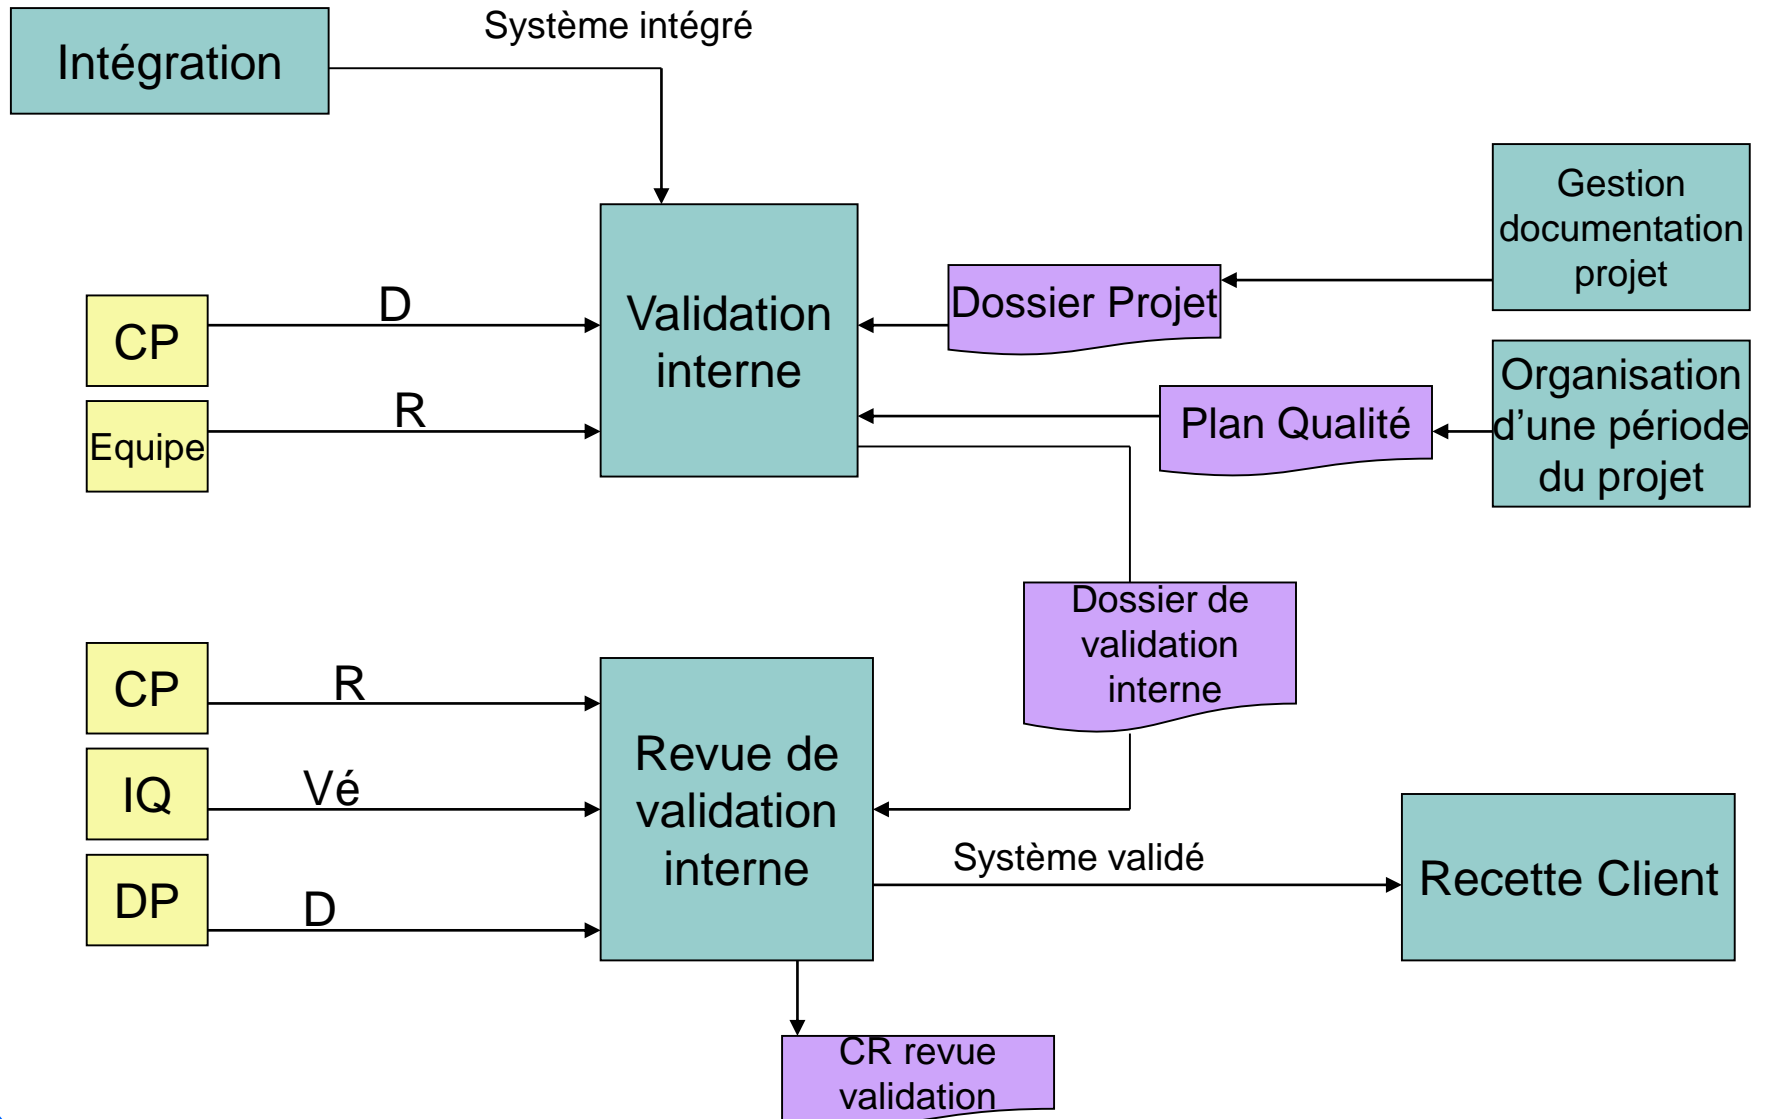 Système intégré
Intégration
Gestion
documentation
projet
D
CP
Validation
interne
Dossier Projet
R
Equipe
Plan Qualité
Organisation
d’une période
du projet
Dossier de
validation
interne
CP
R
IQ
Vé
Revue de
validation
interne
DP
D
Système validé
Recette Client
CR revue
validation